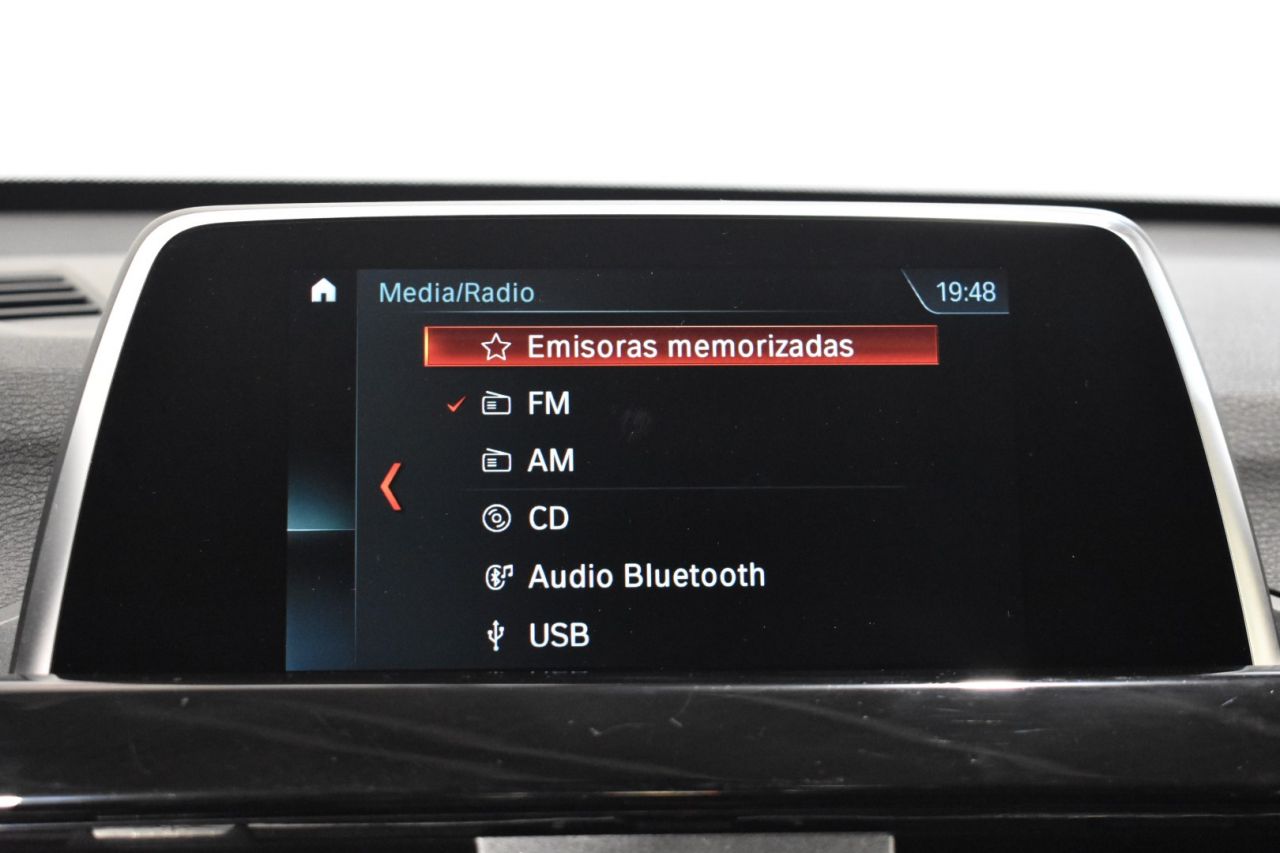 Media/Radio
19:48
Emisoras memorizadas
FM
AM
CD
Audio Bluetooth
USB